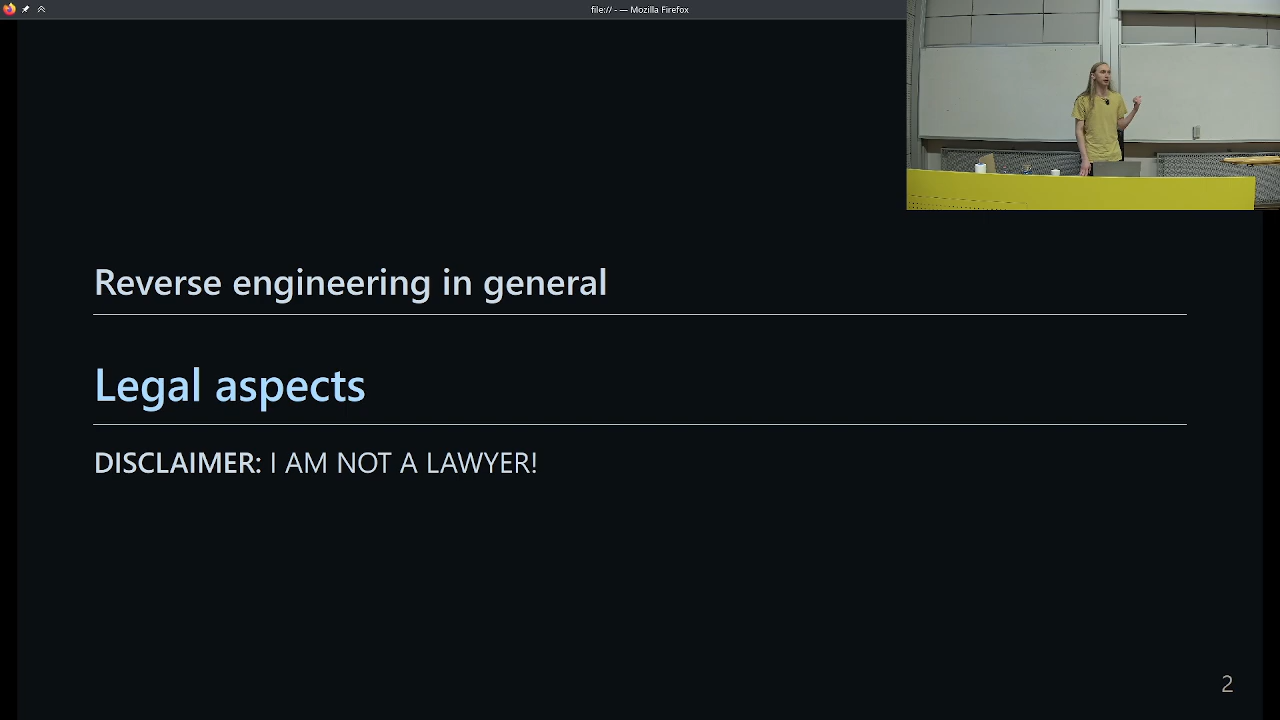 file:// - — Mozilla Firefox
Reverse engineering in general
Legal aspects
DISCLAIMER: I AM NOT A LAWYER!
2